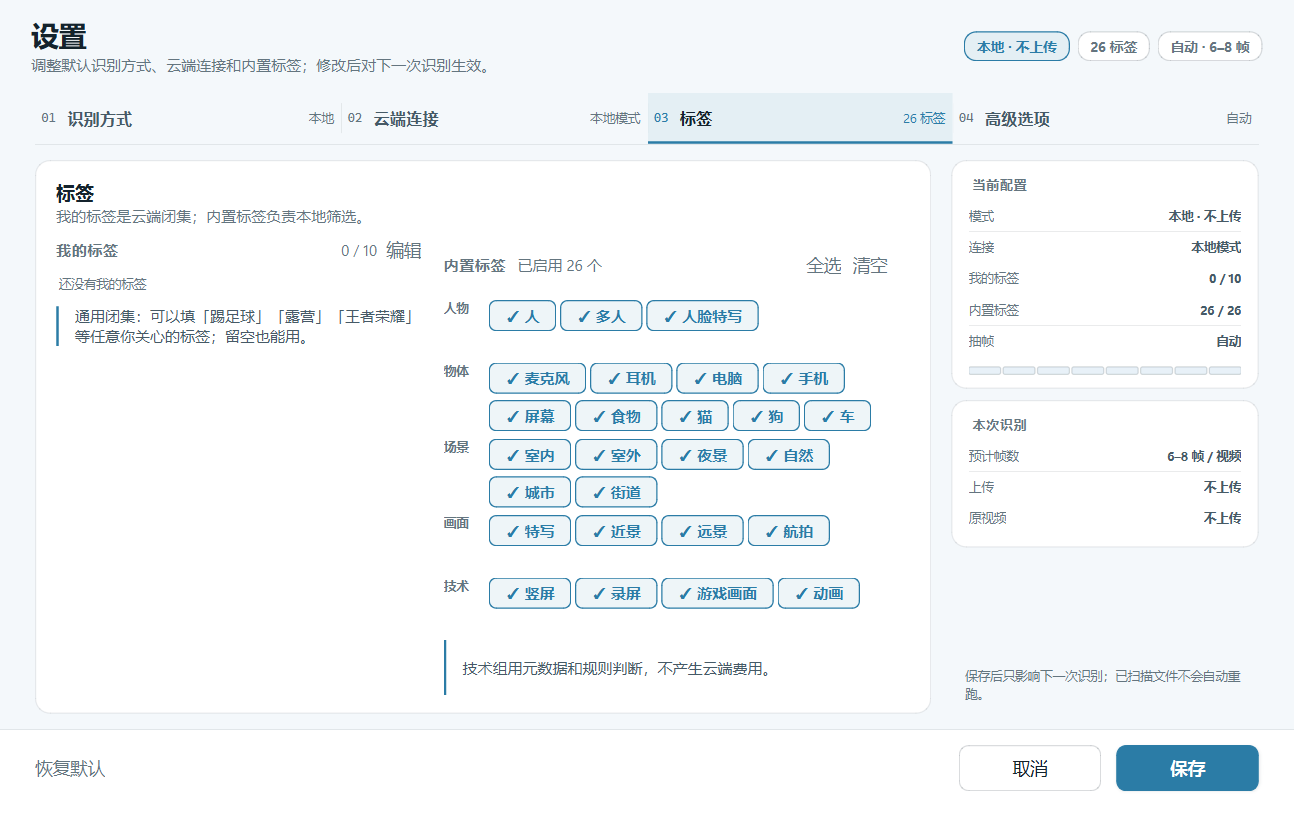 设置
调整默认识别方式、云端连接和内置标签；修改后对下一次识别生效。
本地 · 不上传
26 标签
自动 · 6–8 帧
01 识别方式 本地
02 云端连接 本地模式
03 标签 26 标签
04 高级选项 自动
标签
我的标签是云端闭集；内置标签负责本地筛选。
我的标签 0 / 10 编辑
还没有我的标签
通用闭集：可以填「踢足球」「露营」「王者荣耀」
等任意你关心的标签；留空也能用。
内置标签 已启用 26 个 全选 清空
人物 ✓ 人 ✓ 多人 ✓ 人脸特写
物体 ✓ 麦克风 ✓ 耳机 ✓ 电脑 ✓ 手机
✓ 屏幕 ✓ 食物 ✓ 猫 ✓ 狗 ✓ 车
场景 ✓ 室内 ✓ 室外 ✓ 夜景 ✓ 自然
✓ 城市 ✓ 街道
画面 ✓ 特写 ✓ 近景 ✓ 远景 ✓ 航拍
技术 ✓ 竖屏 ✓ 录屏 ✓ 游戏画面 ✓ 动画
技术组用元数据和规则判断，不产生云端费用。
当前配置
模式 本地 · 不上传
连接 本地模式
我的标签 0 / 10
内置标签 26 / 26
抽帧 自动
本次识别
预计帧数 6–8 帧 / 视频
上传 不上传
原视频 不上传
保存后只影响下一次识别；已扫描文件不会自动重
跑。
恢复默认
取消
保存